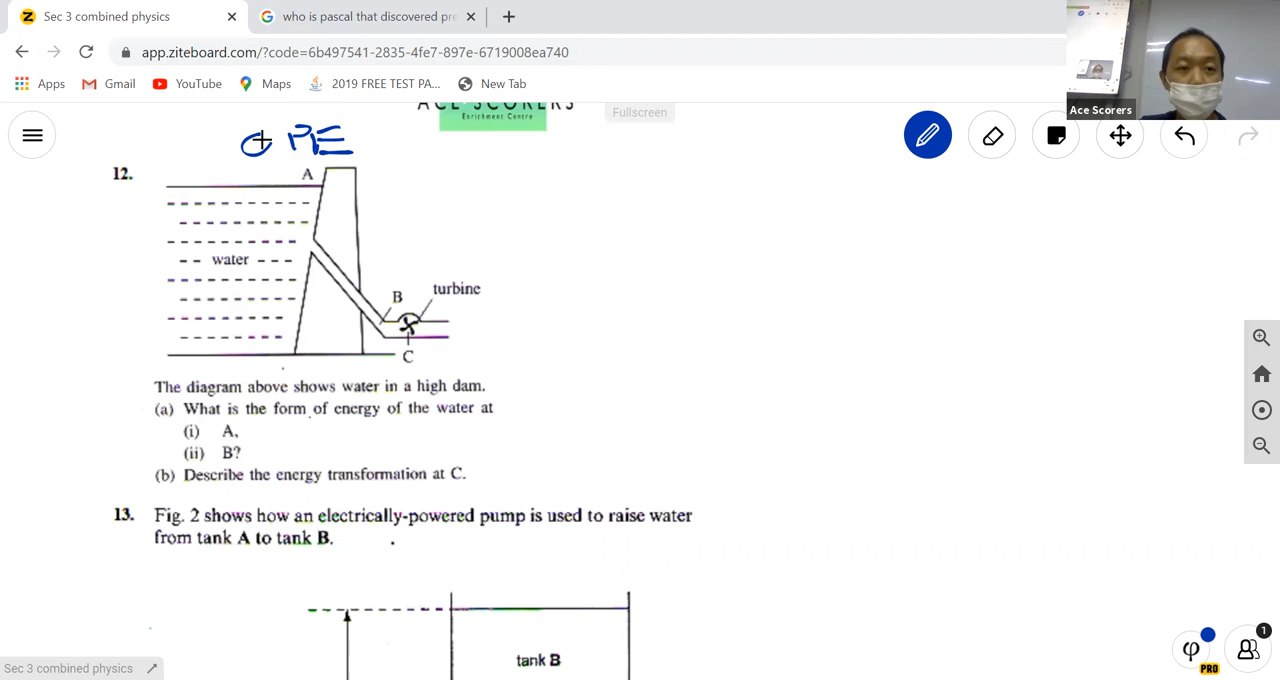 Sec 3 combined physics
who is pascal that discovered pre
app.ziteboard.com/?code=6b497541-2835-4fe7-897e-6719008ea740
Apps
Gmail
YouTube
Maps
2019 FREE TEST PA...
New Tab
Ace Scorers
ACE SCORERS
Enrichment Centre
Fullscreen
PE
12.
A
water
B
turbine
C
The diagram above shows water in a high dam.
(a) What is the form of energy of the water at
(i) A,
(ii) B?
(b) Describe the energy transformation at C.
13. Fig. 2 shows how an electrically-powered pump is used to raise water
from tank A to tank B.
tank B
Sec 3 combined physics
PRO
1